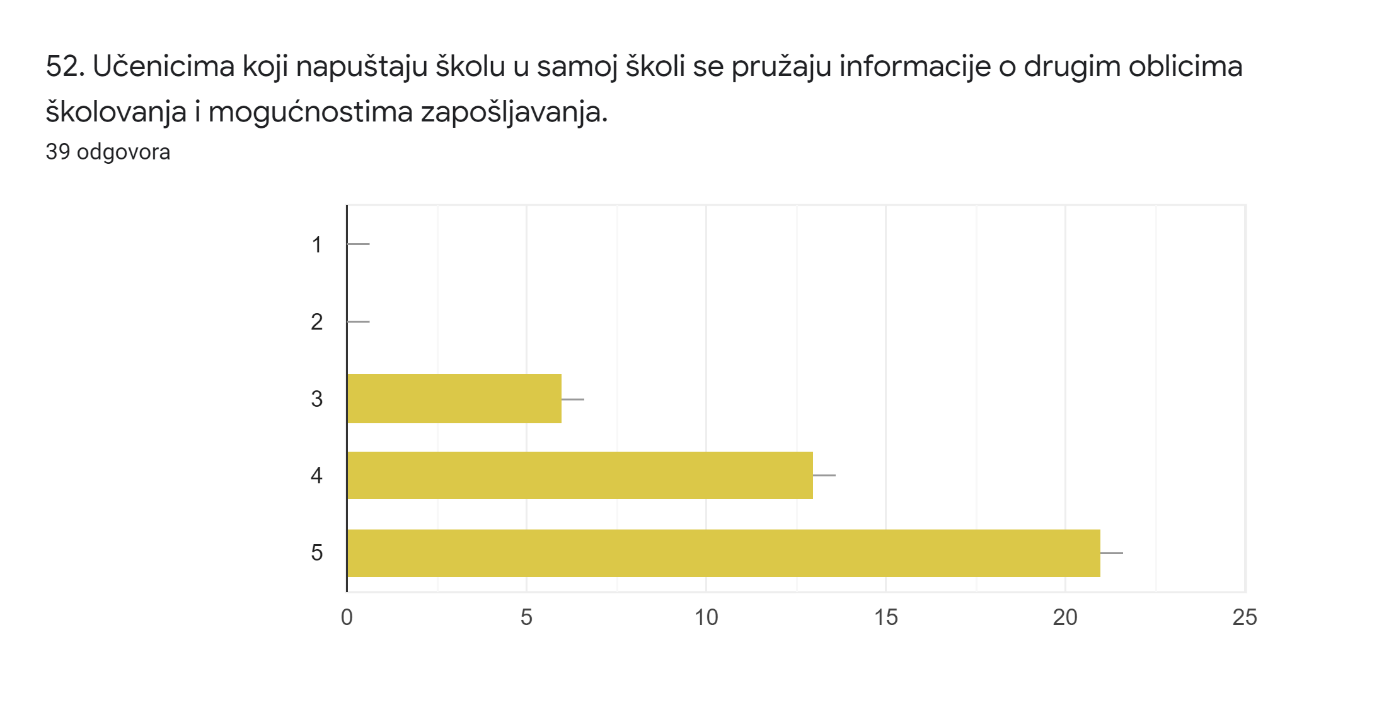 52. Učenicima koji napuštaju školu u samoj školi se pružaju informacije o drugim oblicima
školovanja i mogućnostima zapošljavanja.
39 odgovora
1
2
3
4
5
0 5 10 15 20 25